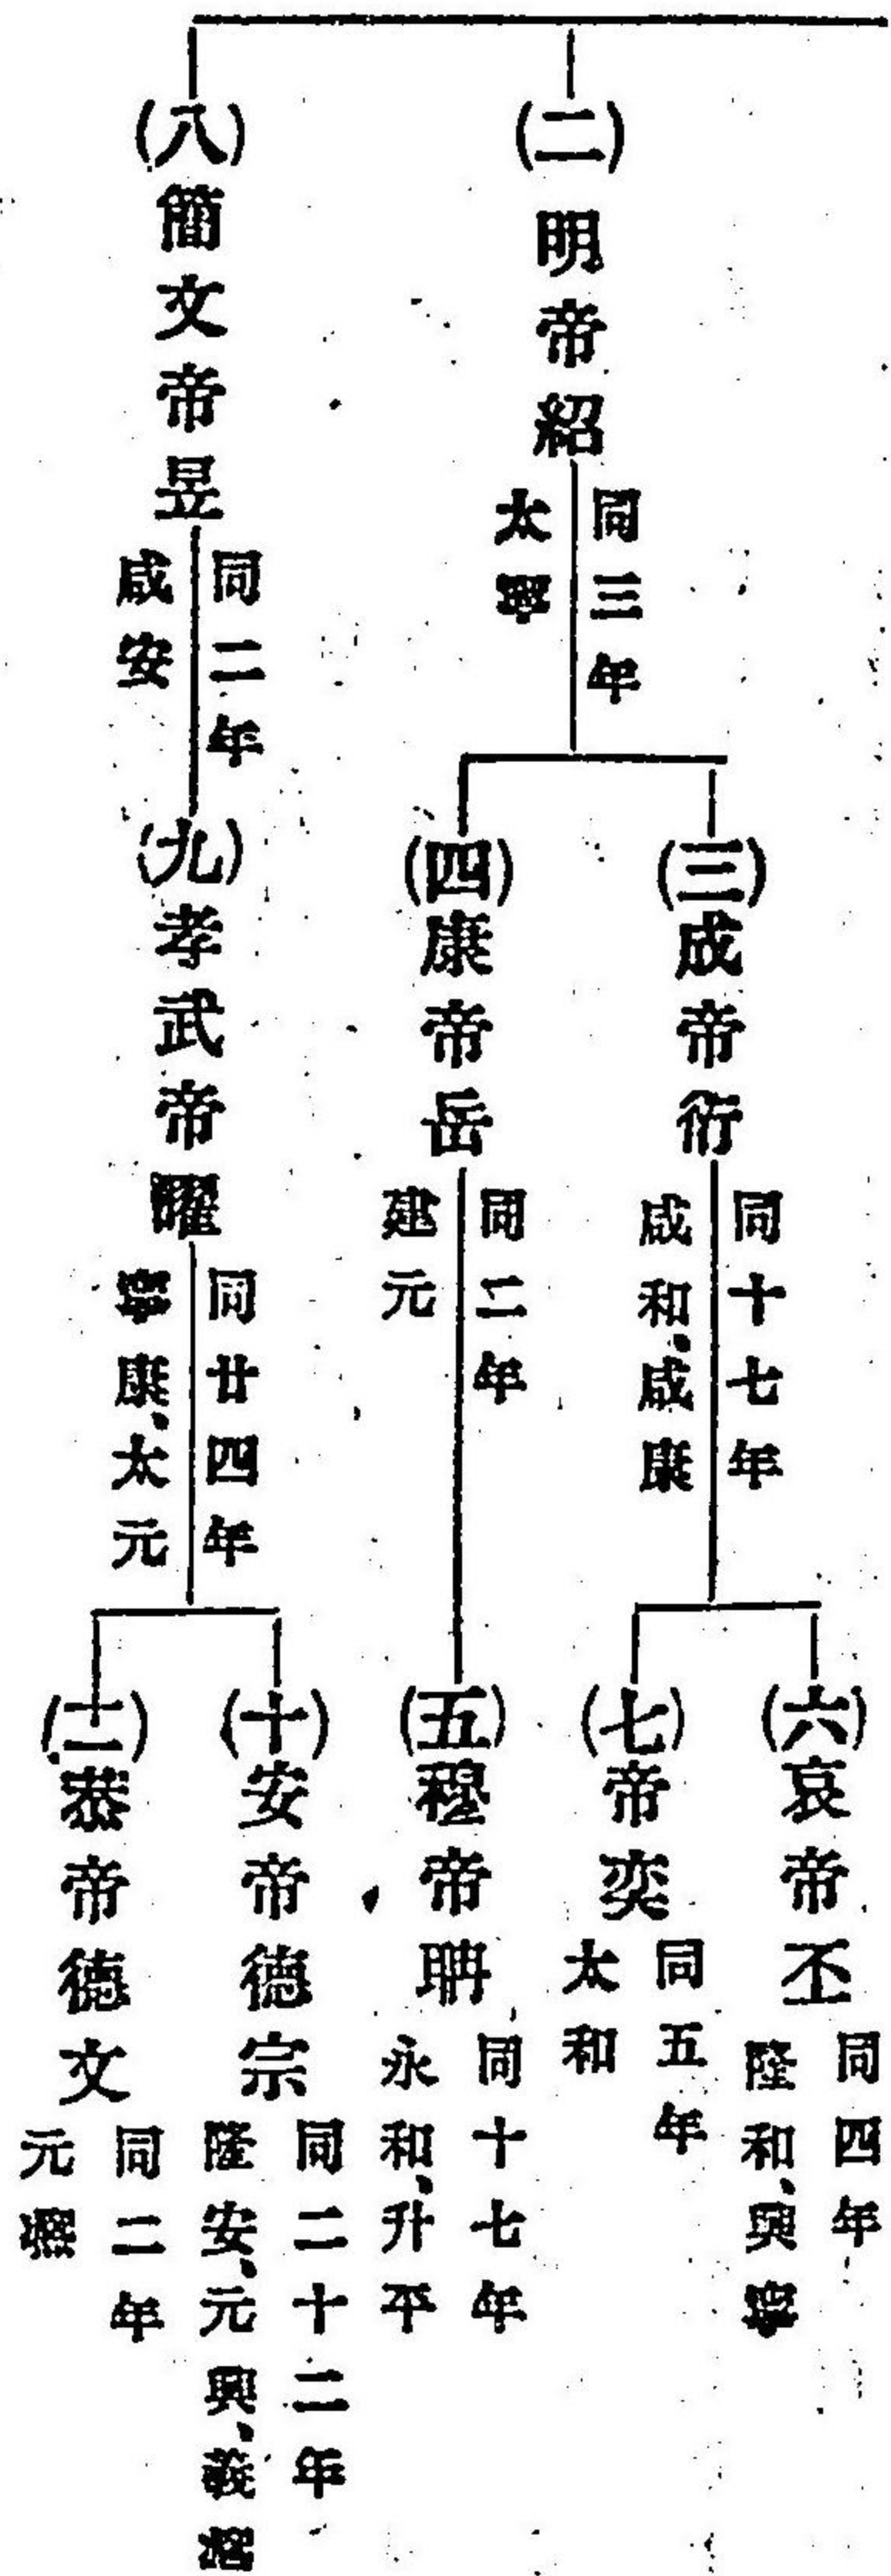 (二)明帝紹
同三年
太寧
(三)成帝衍
同十七年
咸和、咸康
(六)哀帝丕
同四年
隆和、興寧
(七)帝奕
同五年
太和
(四)康帝岳
同二年
建元
(五)穆帝聃
同十七年
永和、升平
(八)簡文帝昱
同二年
咸安
(九)孝武帝曜
同廿四年
寧康、太元
(十)安帝德宗
同二十二年
隆安、元興、義熙
(十一)恭帝德文
同二年
元熙